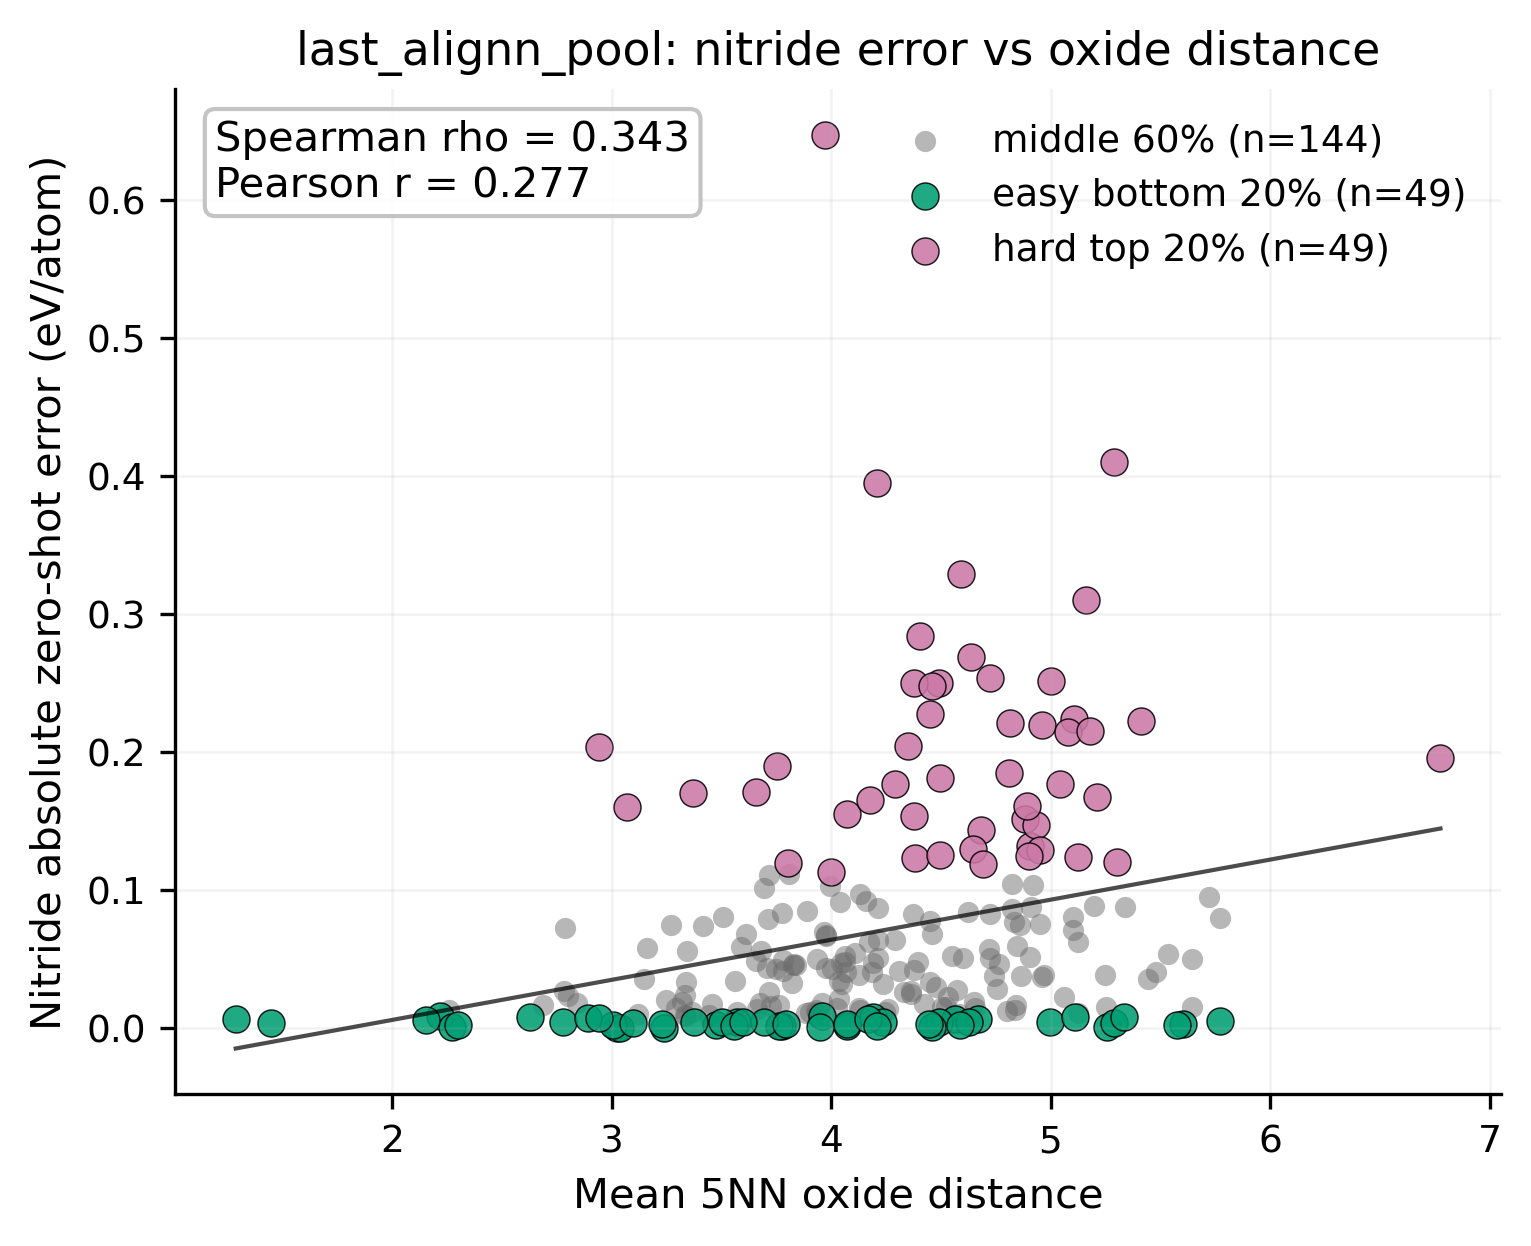 last_alignn_pool: nitride error vs oxide distance
Spearman rho = 0.343
Pearson r = 0.277
middle 60% (n=144)
easy bottom 20% (n=49)
hard top 20% (n=49)
Nitride absolute zero-shot error (eV/atom)
0.6
0.5
0.4
0.3
0.2
0.1
0.0
2 3 4 5 6 7
Mean 5NN oxide distance